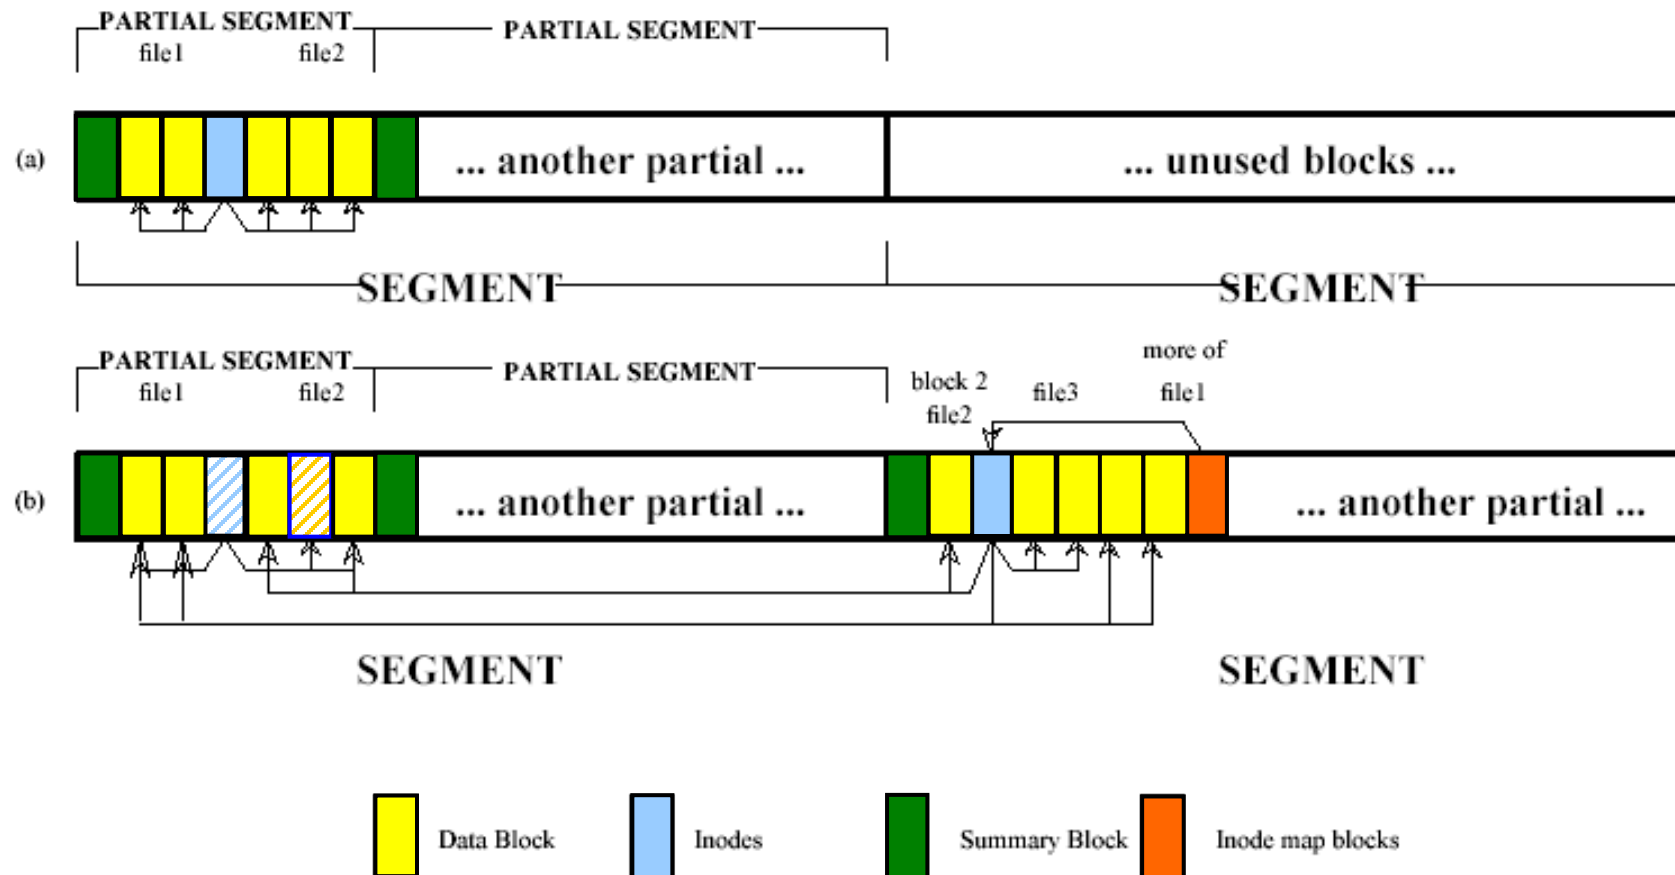 PARTIAL SEGMENT
PARTIAL SEGMENT
file1
file2
(a)
... another partial ...
... unused blocks ...
SEGMENT
SEGMENT
PARTIAL SEGMENT
PARTIAL SEGMENT
file1
file2
block 2
file2
file3
more of
file1
(b)
... another partial ...
... another partial ...
SEGMENT
SEGMENT
Data Block
Inodes
Summary Block
Inode map blocks